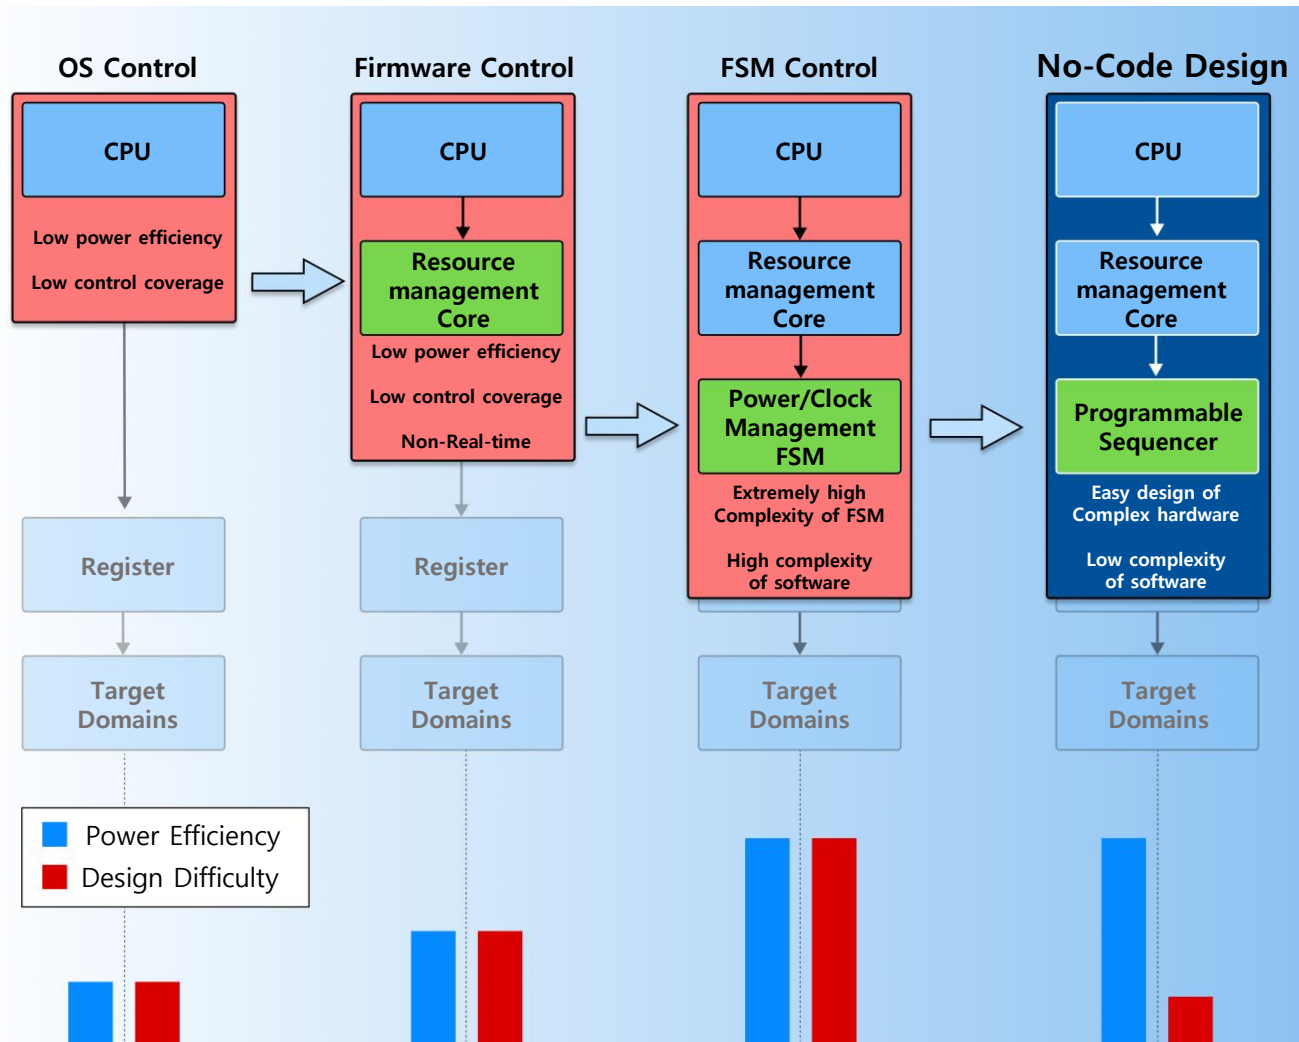 OS Control
CPU
Low power efficiency
Low control coverage
Register
Target
Domains
Firmware Control
CPU
Resource
management
Core
Low power efficiency
Low control coverage
Non-Real-time
Register
Target
Domains
FSM Control
CPU
Resource
management
Core
Power/Clock
Management
FSM
Extremely high
Complexity of FSM
High complexity
of software
Target
Domains
No-Code Design
CPU
Resource
management
Core
Programmable
Sequencer
Easy design of
Complex hardware
Low complexity
of software
Target
Domains
Power Efficiency
Design Difficulty